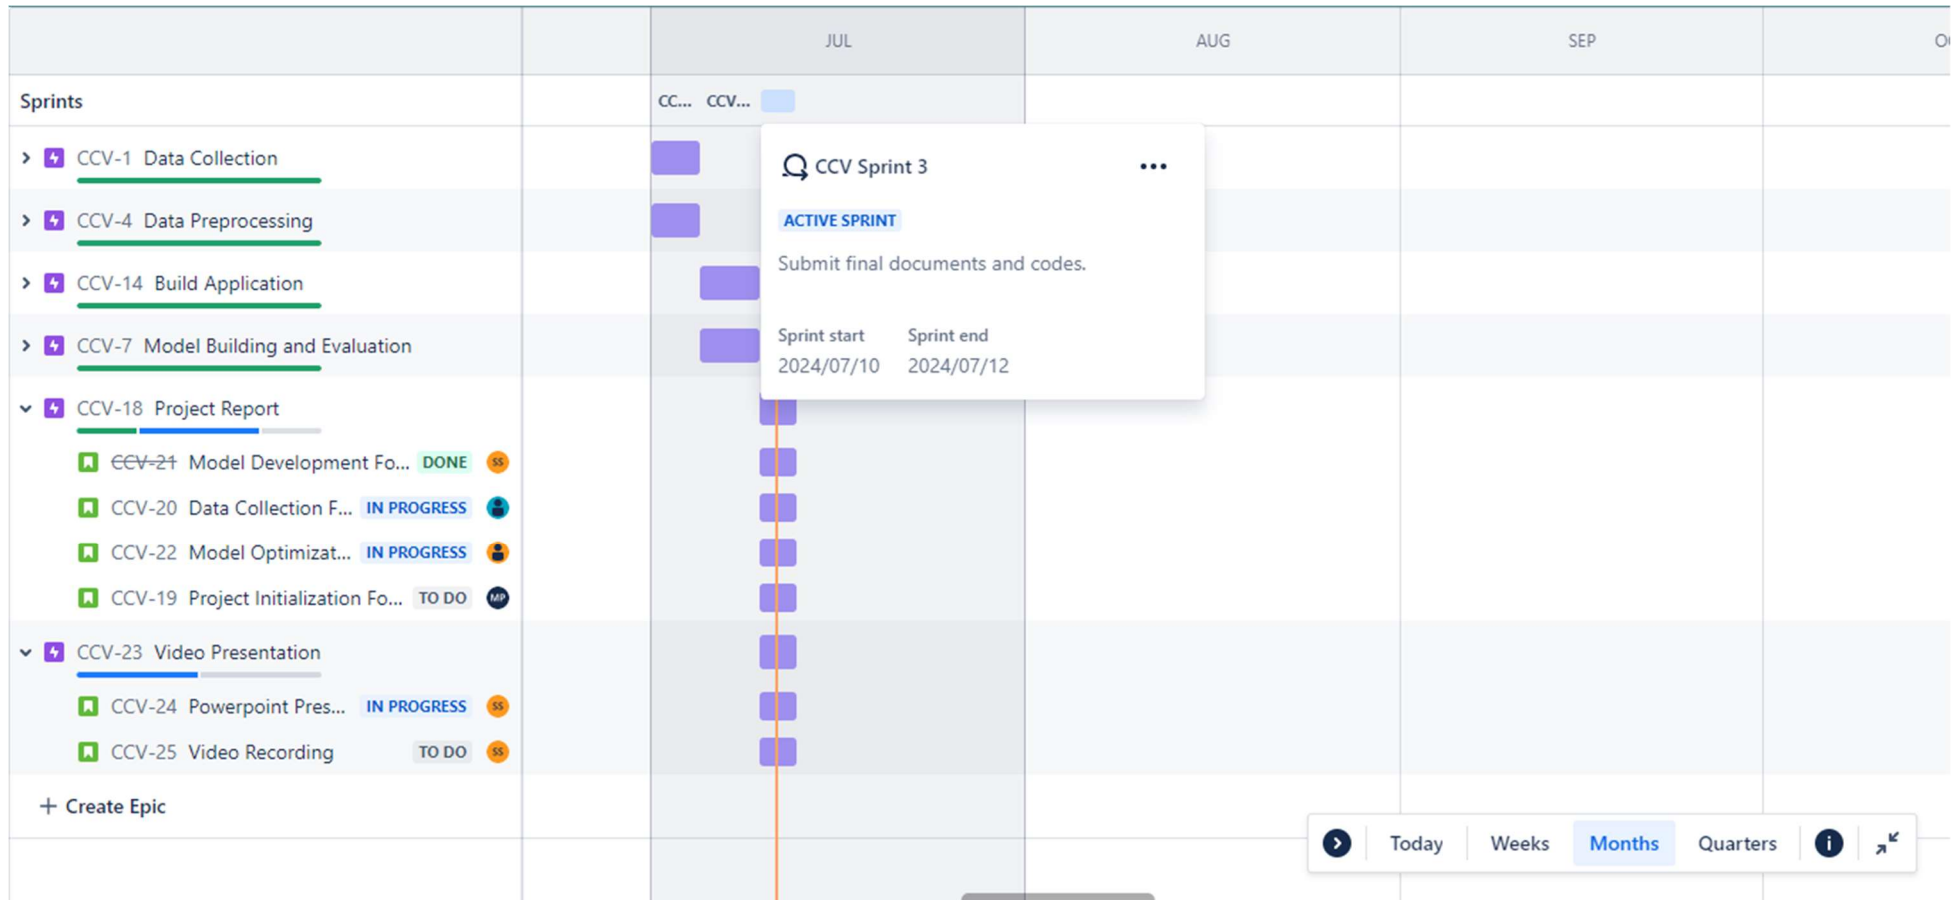 JUL AUG SEP
Sprints CC... CCV...
CCV-1 Data Collection
CCV Sprint 3
ACTIVE SPRINT
CCV-4 Data Preprocessing
Submit final documents and codes.
CCV-14 Build Application
Sprint start Sprint end
CCV-7 Model Building and Evaluation
2024/07/10 2024/07/12
CCV-18 Project Report
CCV-21 Model Development Fo... DONE SS
CCV-20 Data Collection F... IN PROGRESS
CCV-22 Model Optimizat... IN PROGRESS
CCV-19 Project Initialization Fo... TO DO MP
CCV-23 Video Presentation
CCV-24 Powerpoint Pres... IN PROGRESS SS
CCV-25 Video Recording TO DO SS
+ Create Epic
Today Weeks Months Quarters